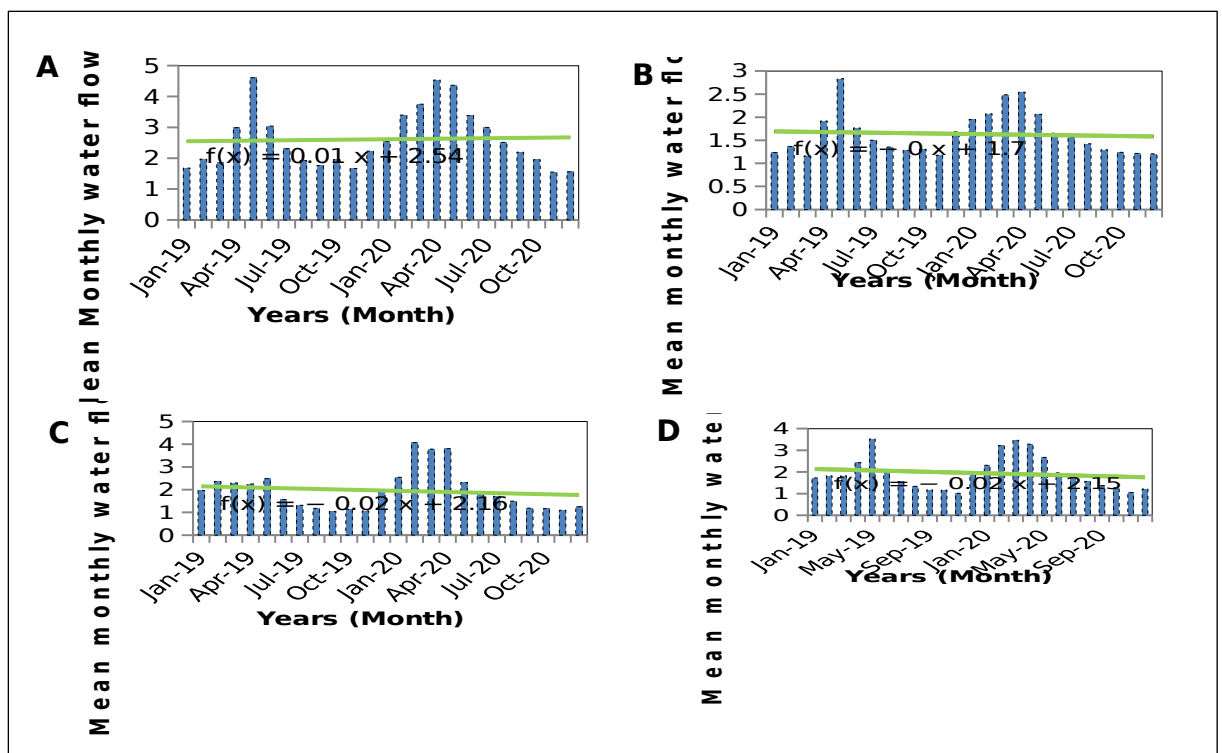 A
Mean Monthly water flow
5
4
3
2
1
0
f(x) = 0.01 x + 2.54
Jan-19
Apr-19
Jul-19
Oct-19
Jan-20
Apr-20
Jul-20
Oct-20
Years (Month)
B
Mean monthly water flo
3
2.5
2
1.5
1
0.5
0
f(x) = − 0 x + 1.7
Jan-19
Apr-19
Jul-19
Oct-19
Jan-20
Apr-20
Jul-20
Oct-20
Years (Month)
C
Mean monthly water fl
5
4
3
2
1
0
f(x) = − 0.02 x + 2.16
Jan-19
Apr-19
Jul-19
Oct-19
Jan-20
Apr-20
Jul-20
Oct-20
Years (Month)
D
Mean monthly water
4
3
2
1
0
f(x) = − 0.02 x + 2.15
Jan-19
May-19
Sep-19
Jan-20
May-20
Sep-20
Years (Month)